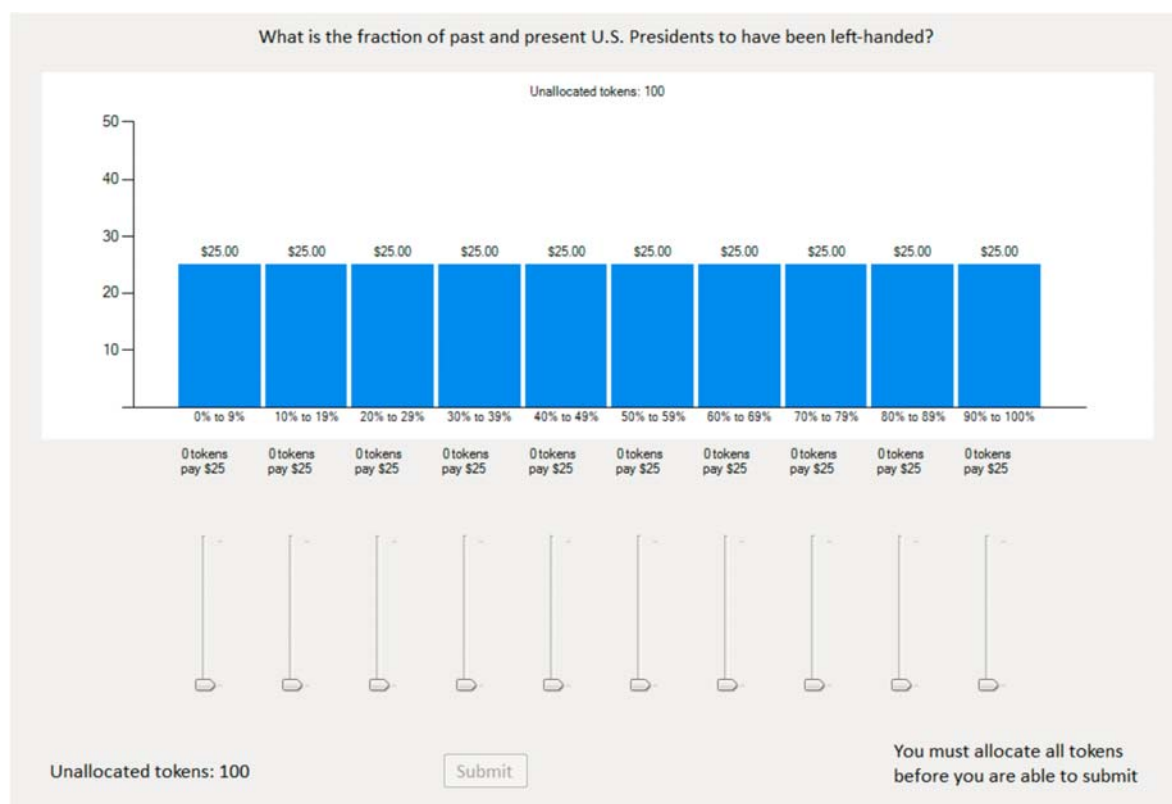 What is the fraction of past and present U.S. Presidents to have been left-handed?
Unallocated tokens: 100
50
40
30
20
10
$25.00 $25.00 $25.00 $25.00 $25.00 $25.00 $25.00 $25.00 $25.00 $25.00
0% to 9% 10% to 19% 20% to 29% 30% to 39% 40% to 49% 50% to 59% 60% to 69% 70% to 79% 80% to 89% 90% to 100%
0 tokens 0 tokens 0 tokens 0 tokens 0 tokens 0 tokens 0 tokens 0 tokens 0 tokens 0 tokens
pay $25 pay $25 pay $25 pay $25 pay $25 pay $25 pay $25 pay $25 pay $25 pay $25
Unallocated tokens: 100
Submit
You must allocate all tokens
before you are able to submit